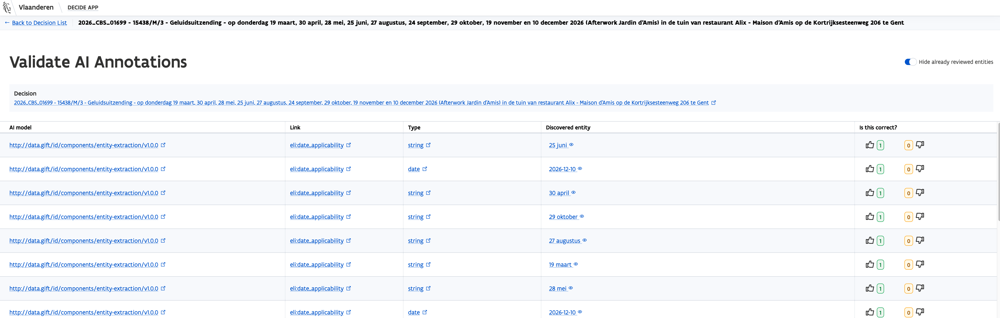 Vlaanderen DECIDE APP
← Back to Decision List 2026_CBS_01699 - 15438/M/3 - Geluidsuitzending - op donderdag 19 maart, 30 april, 28 mei, 25 juni, 27 augustus, 24 september, 29 oktober, 19 november en 10 december 2026 (Afterwork Jardin d'Amis) in de tuin van restaurant Alix - Maison d'Amis op de Kortrijksesteenweg 206 te Gent
Validate AI Annotations
Hide already reviewed entities
Decision
2026_CBS_01699 - 15438/M/3 - Geluidsuitzending - op donderdag 19 maart, 30 april, 28 mei, 25 juni, 27 augustus, 24 september, 29 oktober, 19 november en 10 december 2026 (Afterwork Jardin d'Amis) in de tuin van restaurant Alix - Maison d'Amis op de Kortrijksesteenweg 206 te Gent
AI model Link Type Discovered entity Is this correct?
http://data.gift/id/components/entity-extraction/v1.0.0 eli:date_applicability string 25 juni 1 0
http://data.gift/id/components/entity-extraction/v1.0.0 eli:date_applicability date 2026-12-10 1 0
http://data.gift/id/components/entity-extraction/v1.0.0 eli:date_applicability string 30 april 1 0
http://data.gift/id/components/entity-extraction/v1.0.0 eli:date_applicability string 29 oktober 1 0
http://data.gift/id/components/entity-extraction/v1.0.0 eli:date_applicability string 27 augustus 1 0
http://data.gift/id/components/entity-extraction/v1.0.0 eli:date_applicability string 19 maart 1 0
http://data.gift/id/components/entity-extraction/v1.0.0 eli:date_applicability string 28 mei 1 0
http://data.gift/id/components/entity-extraction/v1.0.0 eli:date_applicability date 2026-12-10 1 0